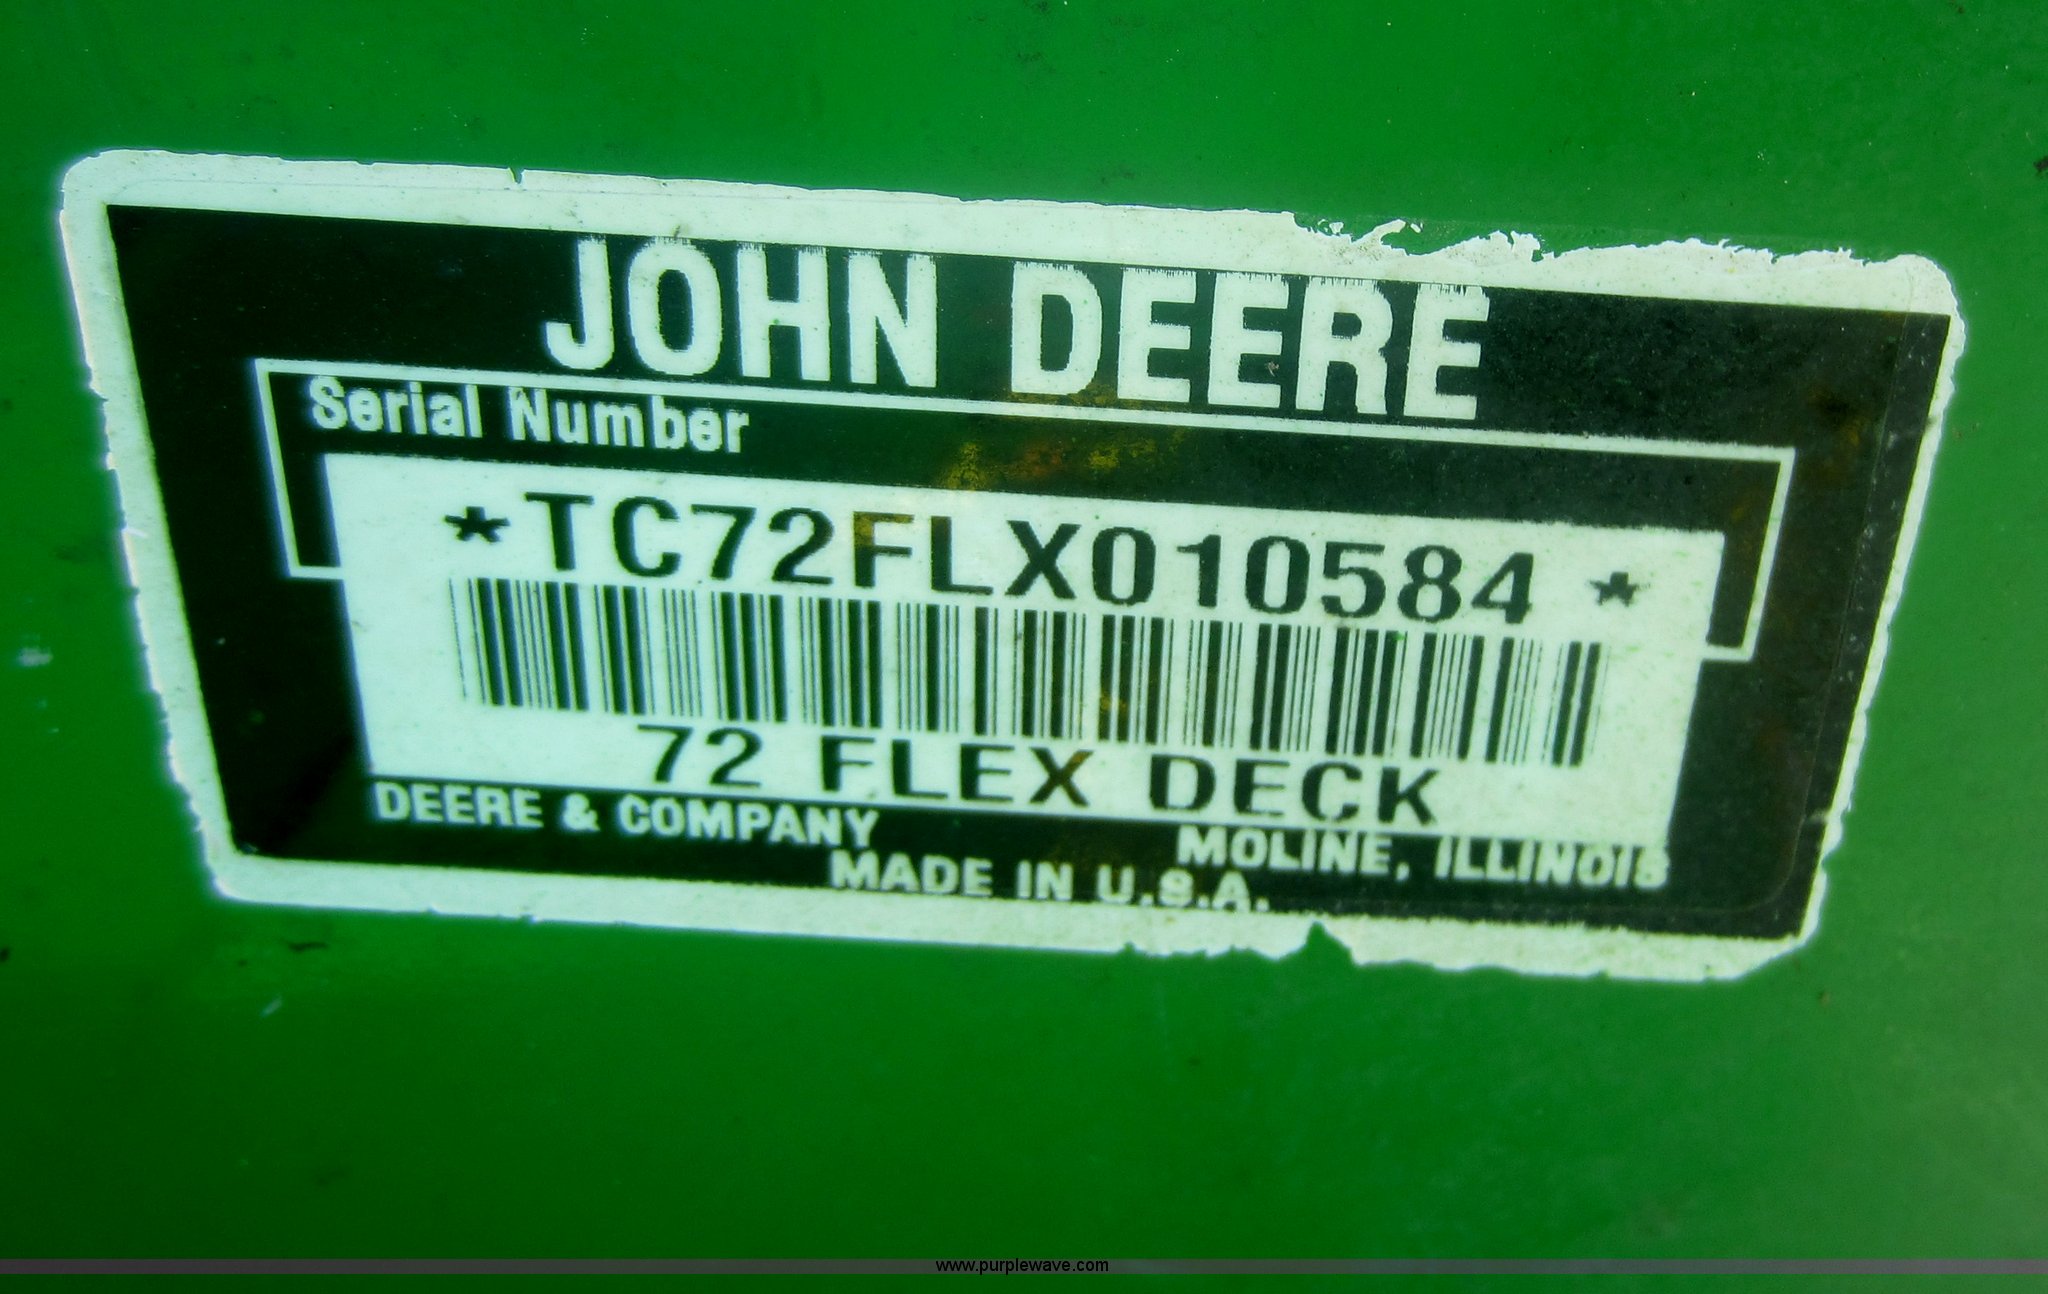 JOHN DEERE
Serial Number
*TC72FLX010584*
72 FLEX DECK
DEERE & COMPANY MOLINE, ILLINOIS
MADE IN U.S.A.
www.purplewave.com